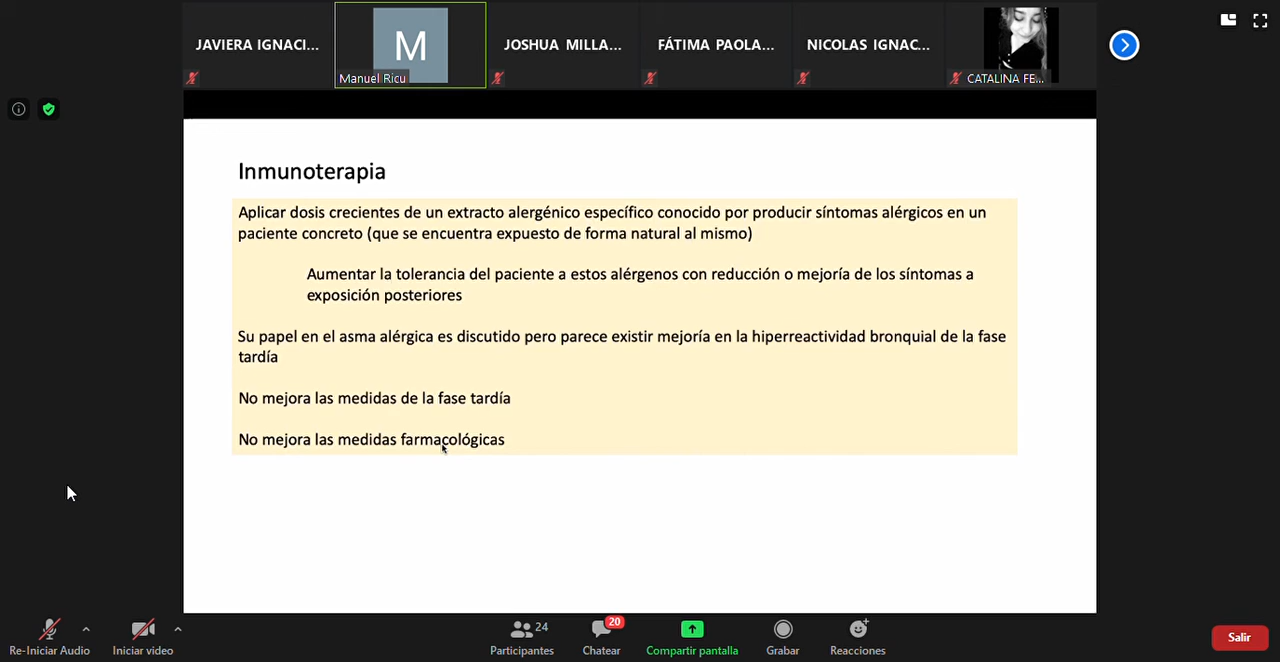 JAVIERA IGNACI...
M
Manuel Ricu
JOSHUA MILLA...
FÁTIMA PAOLA...
NICOLAS IGNAC...
CATALINA FE...
Inmunoterapia
Aplicar dosis crecientes de un extracto alergénico específico conocido por producir síntomas alérgicos en un
paciente concreto (que se encuentra expuesto de forma natural al mismo)
Aumentar la tolerancia del paciente a estos alérgenos con reducción o mejoría de los síntomas a
exposición posteriores
Su papel en el asma alérgica es discutido pero parece existir mejoría en la hiperreactividad bronquial de la fase
tardía
No mejora las medidas de la fase tardía
No mejora las medidas farmacológicas
Re-Iniciar Audio
Iniciar video
24
Participantes
20
Chatear
Compartir pantalla
Grabar
Reacciones
Salir